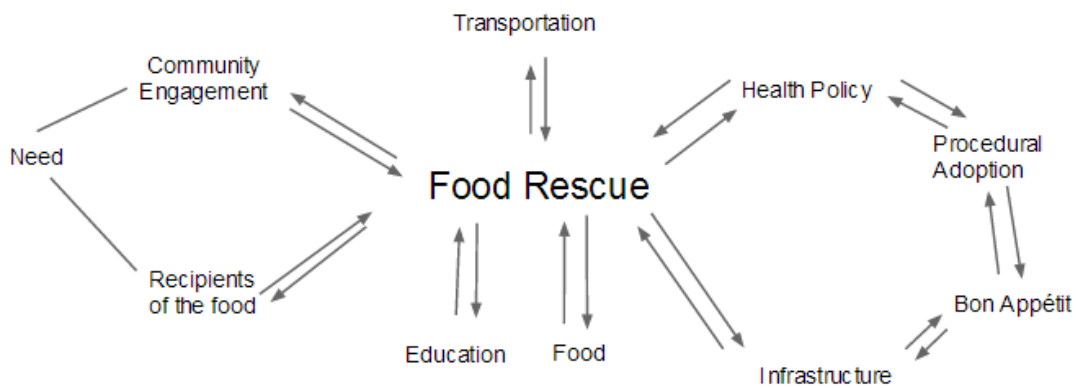 Transportation
Community
Engagement
Health Policy
Need
Procedural
Adoption
Food Rescue
Recipients
of the food
Bon Appétit
Education
Food
Infrastructure